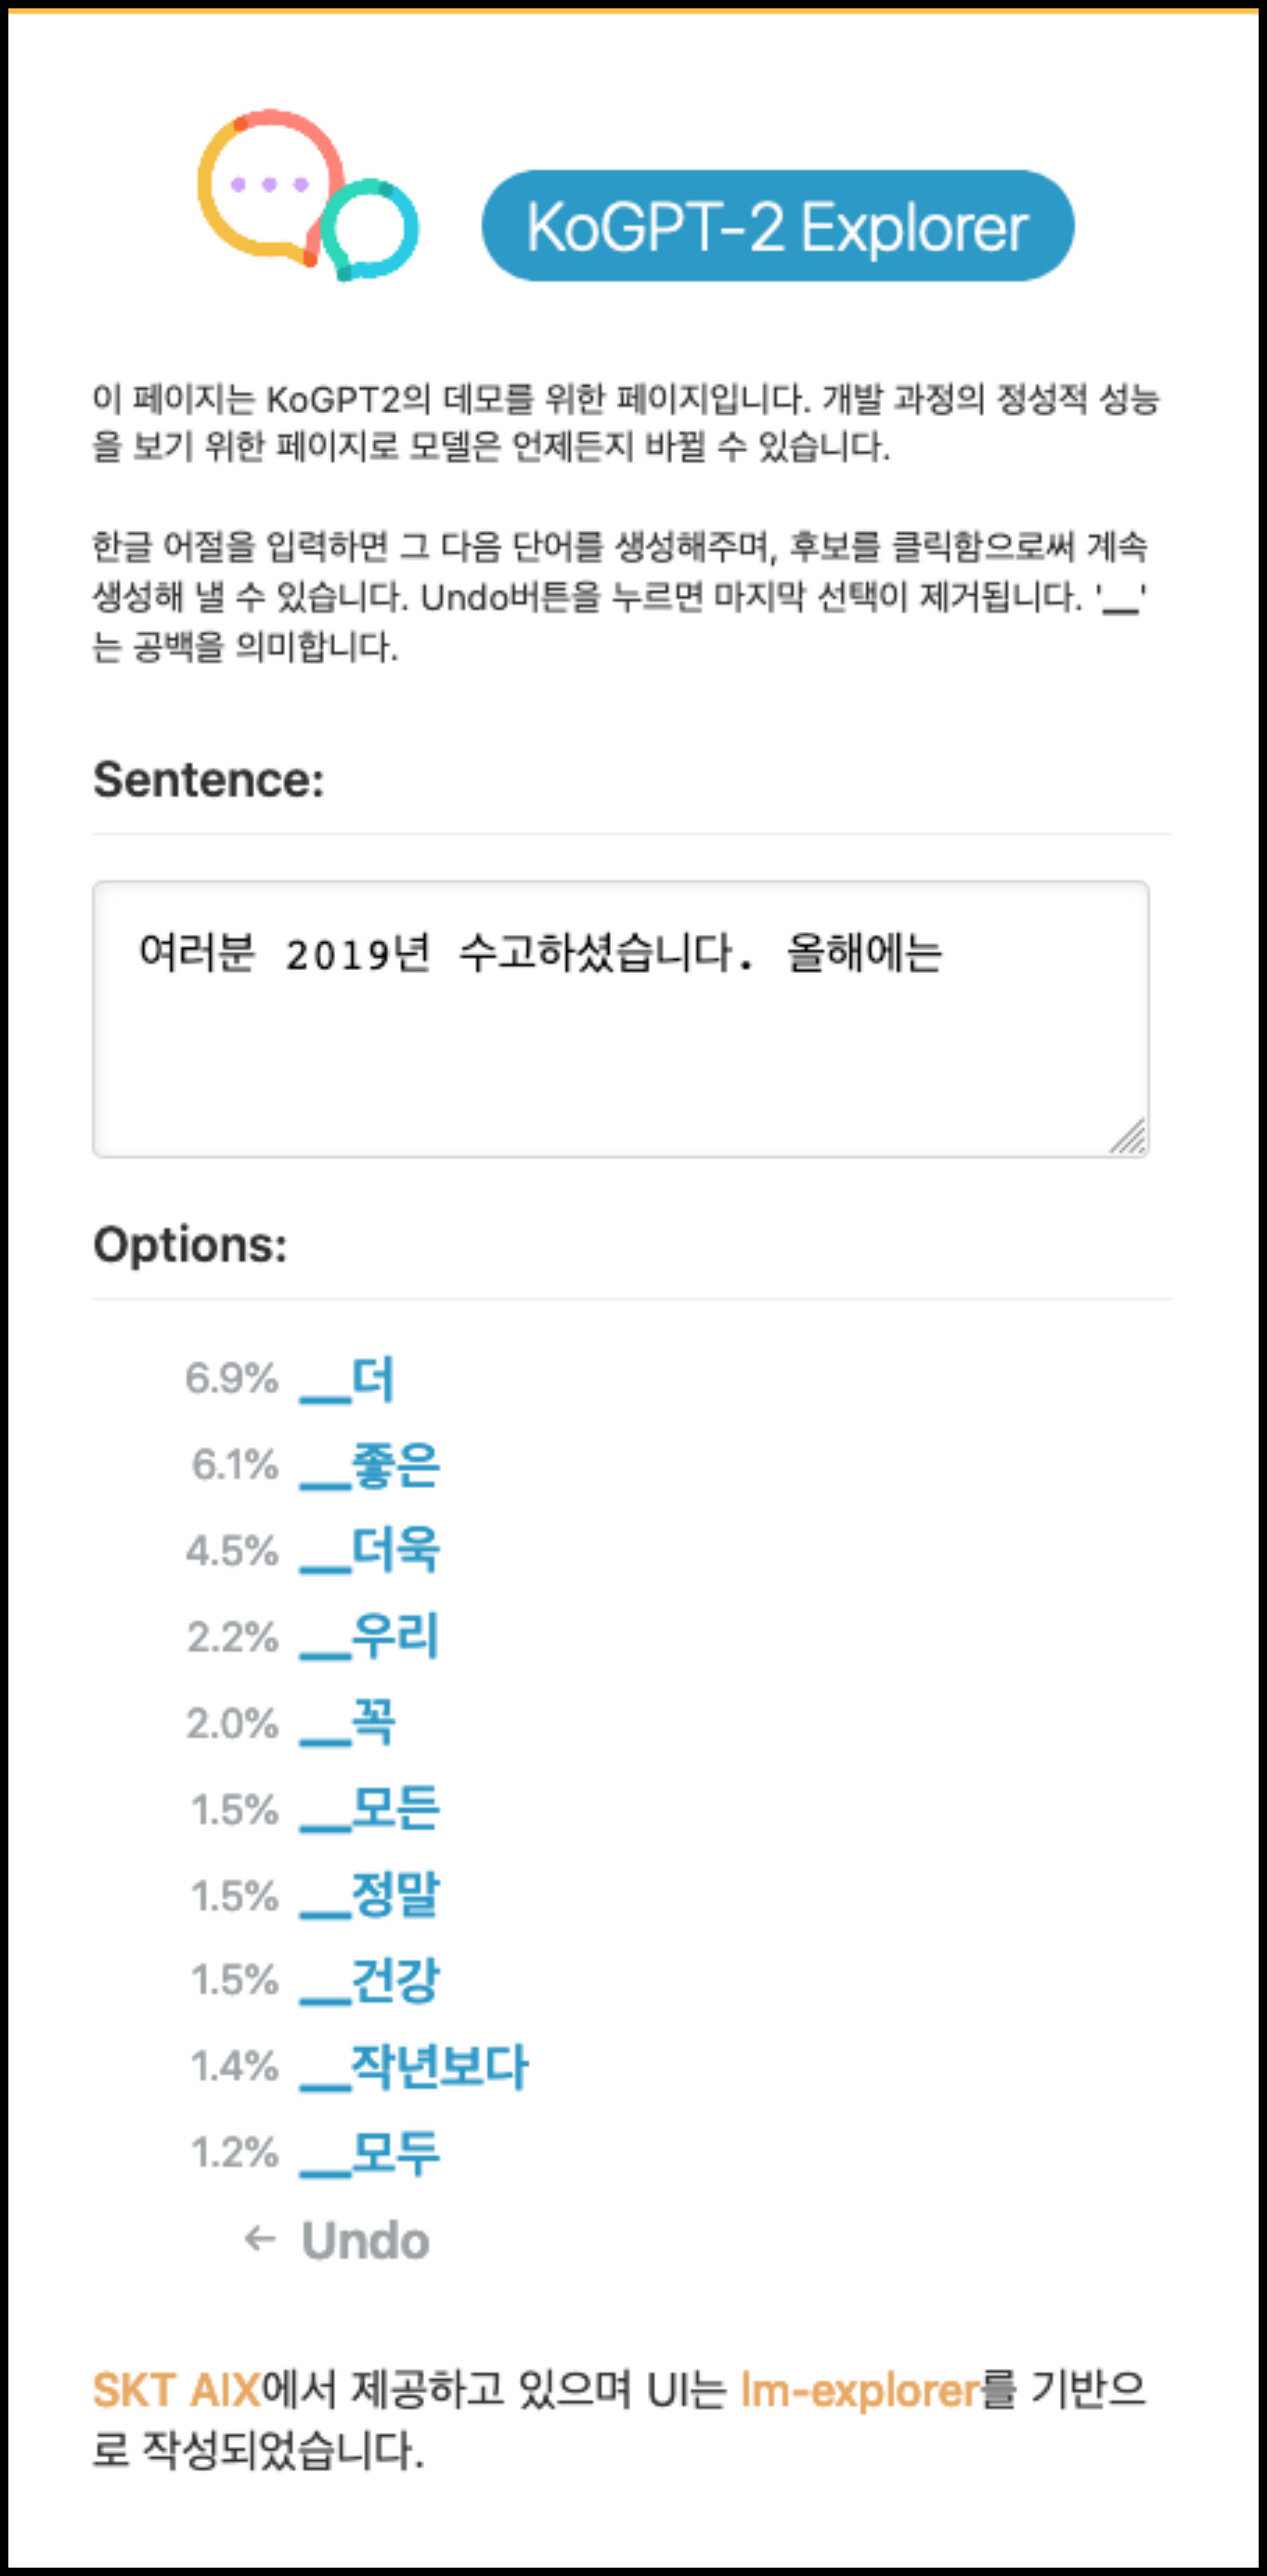 KoGPT-2 Explorer
이 페이지는 KoGPT2의 데모를 위한 페이지입니다. 개발 과정의 정성적 성능
을 보기 위한 페이지로 모델은 언제든지 바뀔 수 있습니다.
한글 어절을 입력하면 그 다음 단어를 생성해주며, 후보를 클릭함으로써 계속
생성해 낼 수 있습니다. Undo버튼을 누르면 마지막 선택이 제거됩니다. '__'
는 공백을 의미합니다.
Sentence:
여러분 2019년 수고하셨습니다. 올해에는
Options:
6.9% __더
6.1% __좋은
4.5% __더욱
2.2% __우리
2.0% __꼭
1.5% __모든
1.5% __정말
1.5% __건강
1.4% __작년보다
1.2% __모두
← Undo
SKT AIX에서 제공하고 있으며 UI는 lm-explorer를 기반으
로 작성되었습니다.